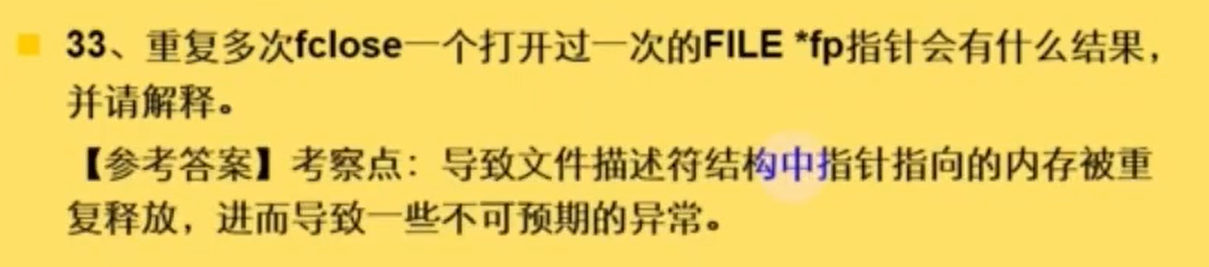 33、重复多次fclose一个打开过一次的FILE *fp指针会有什么结果，
并请解释。
【参考答案】考察点：导致文件描述符结构中指针指向的内存被重
复释放，进而导致一些不可预期的异常。